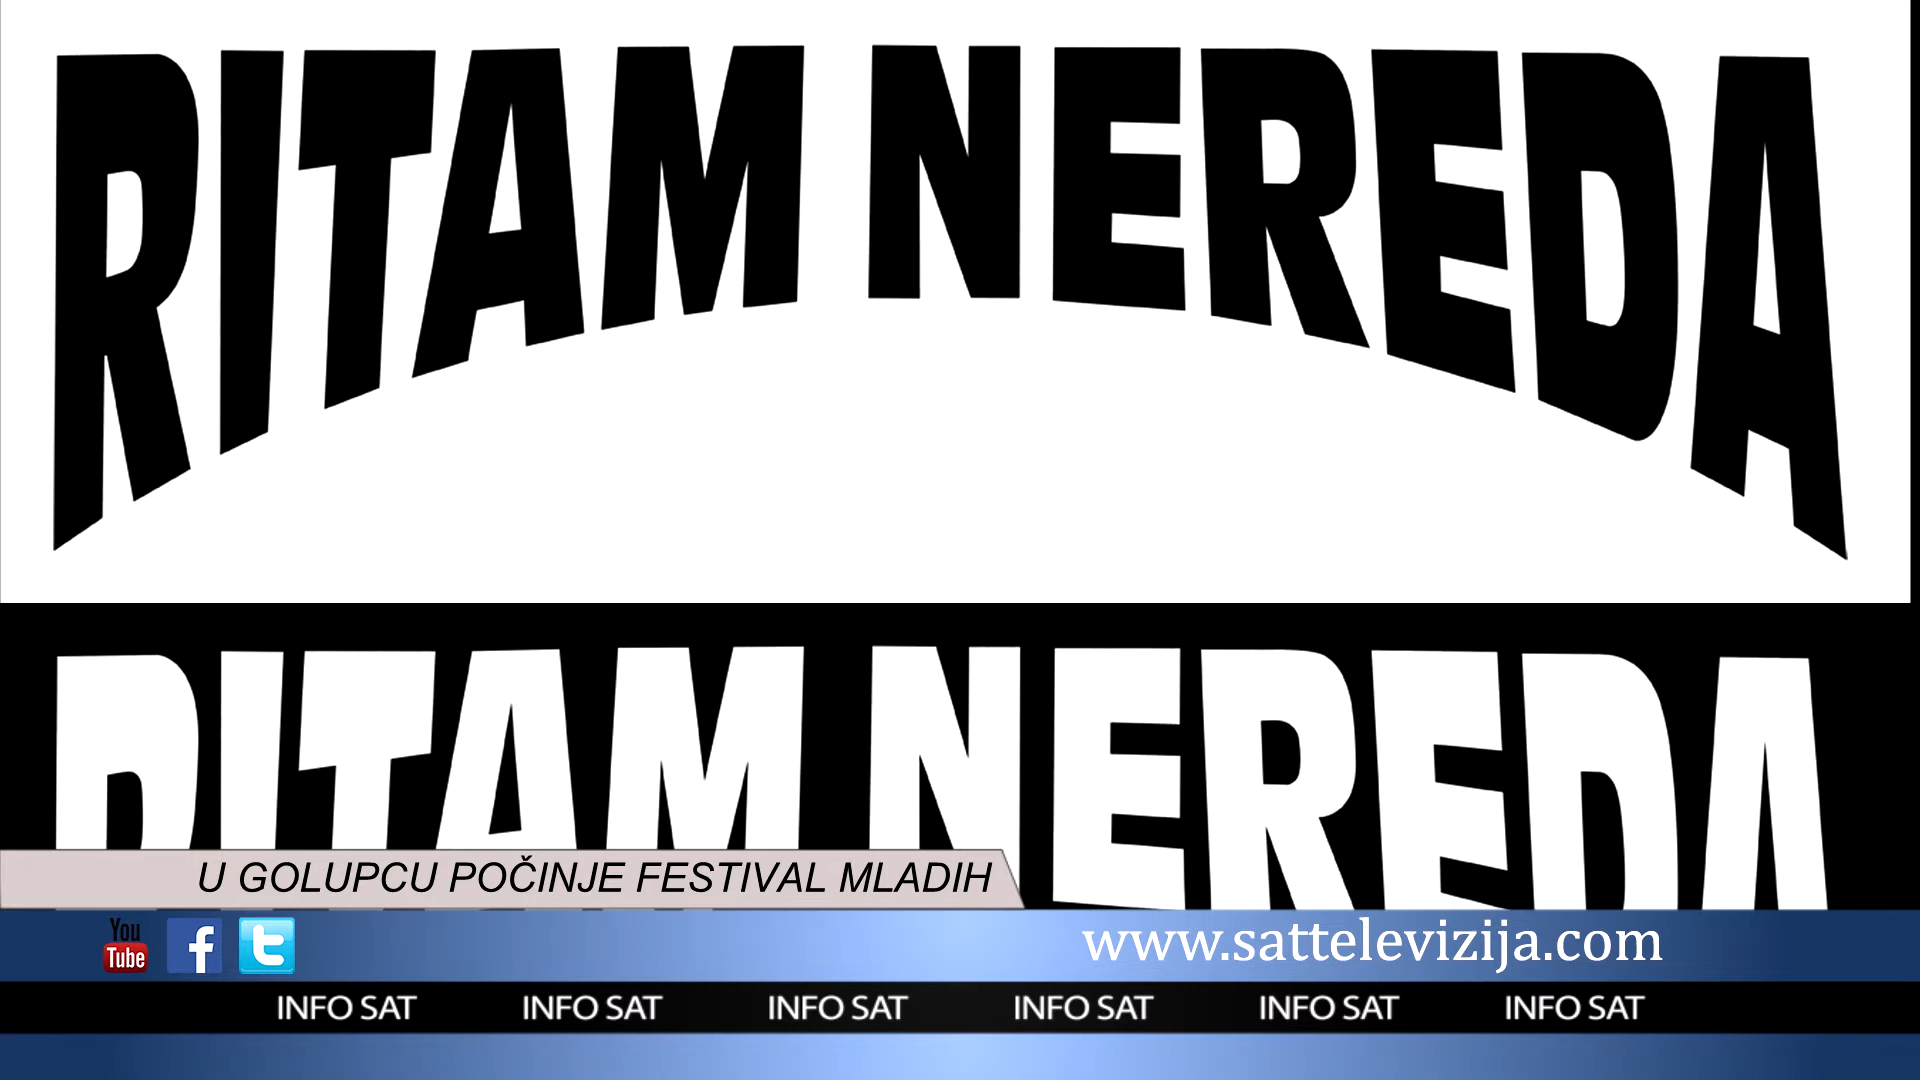 RITAM NEREDA
RITAM NEREDA
U GOLUPCU POČINJE FESTIVAL MLADIH
You
Tube
f
t
www.sattelevizija.com
INFO SAT INFO SAT INFO SAT INFO SAT INFO SAT INFO SAT